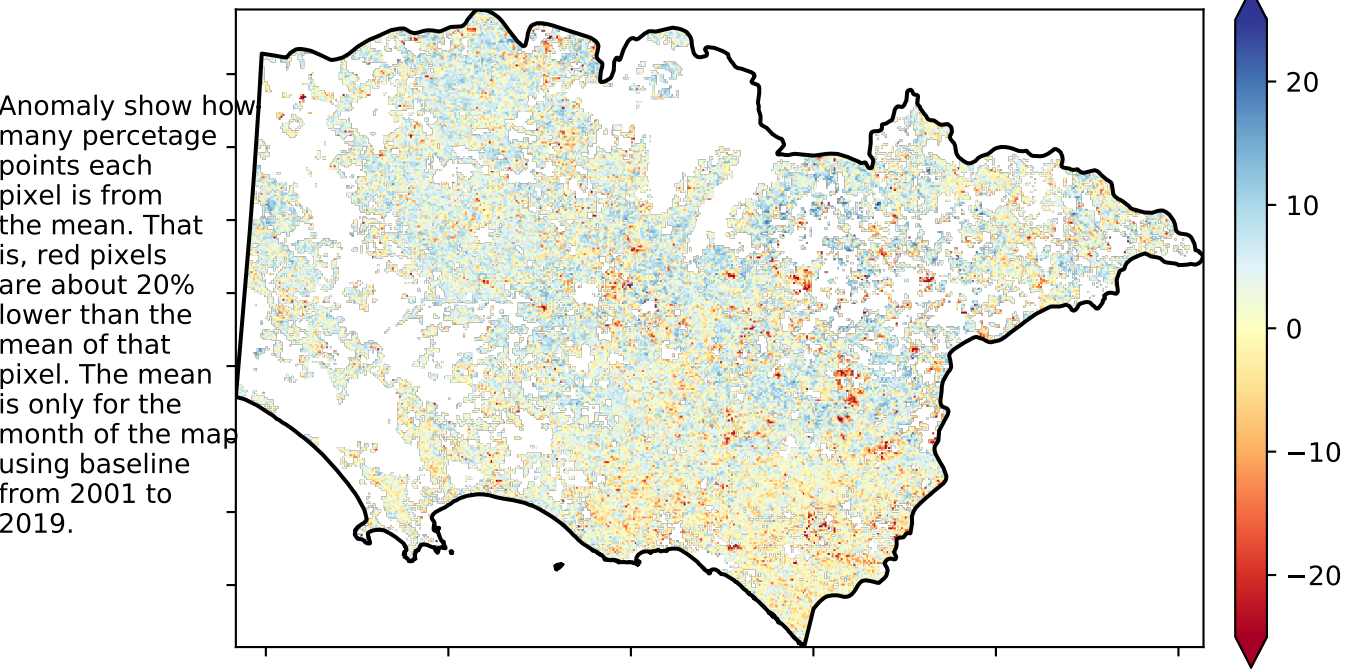 Anomaly show how
many percetage
points each
pixel is from
the mean. That
is, red pixels
are about 20%
lower than the
mean of that
pixel. The mean
is only for the
month of the map
using baseline
from 2001 to
2019.
20
10
0
−10
−20